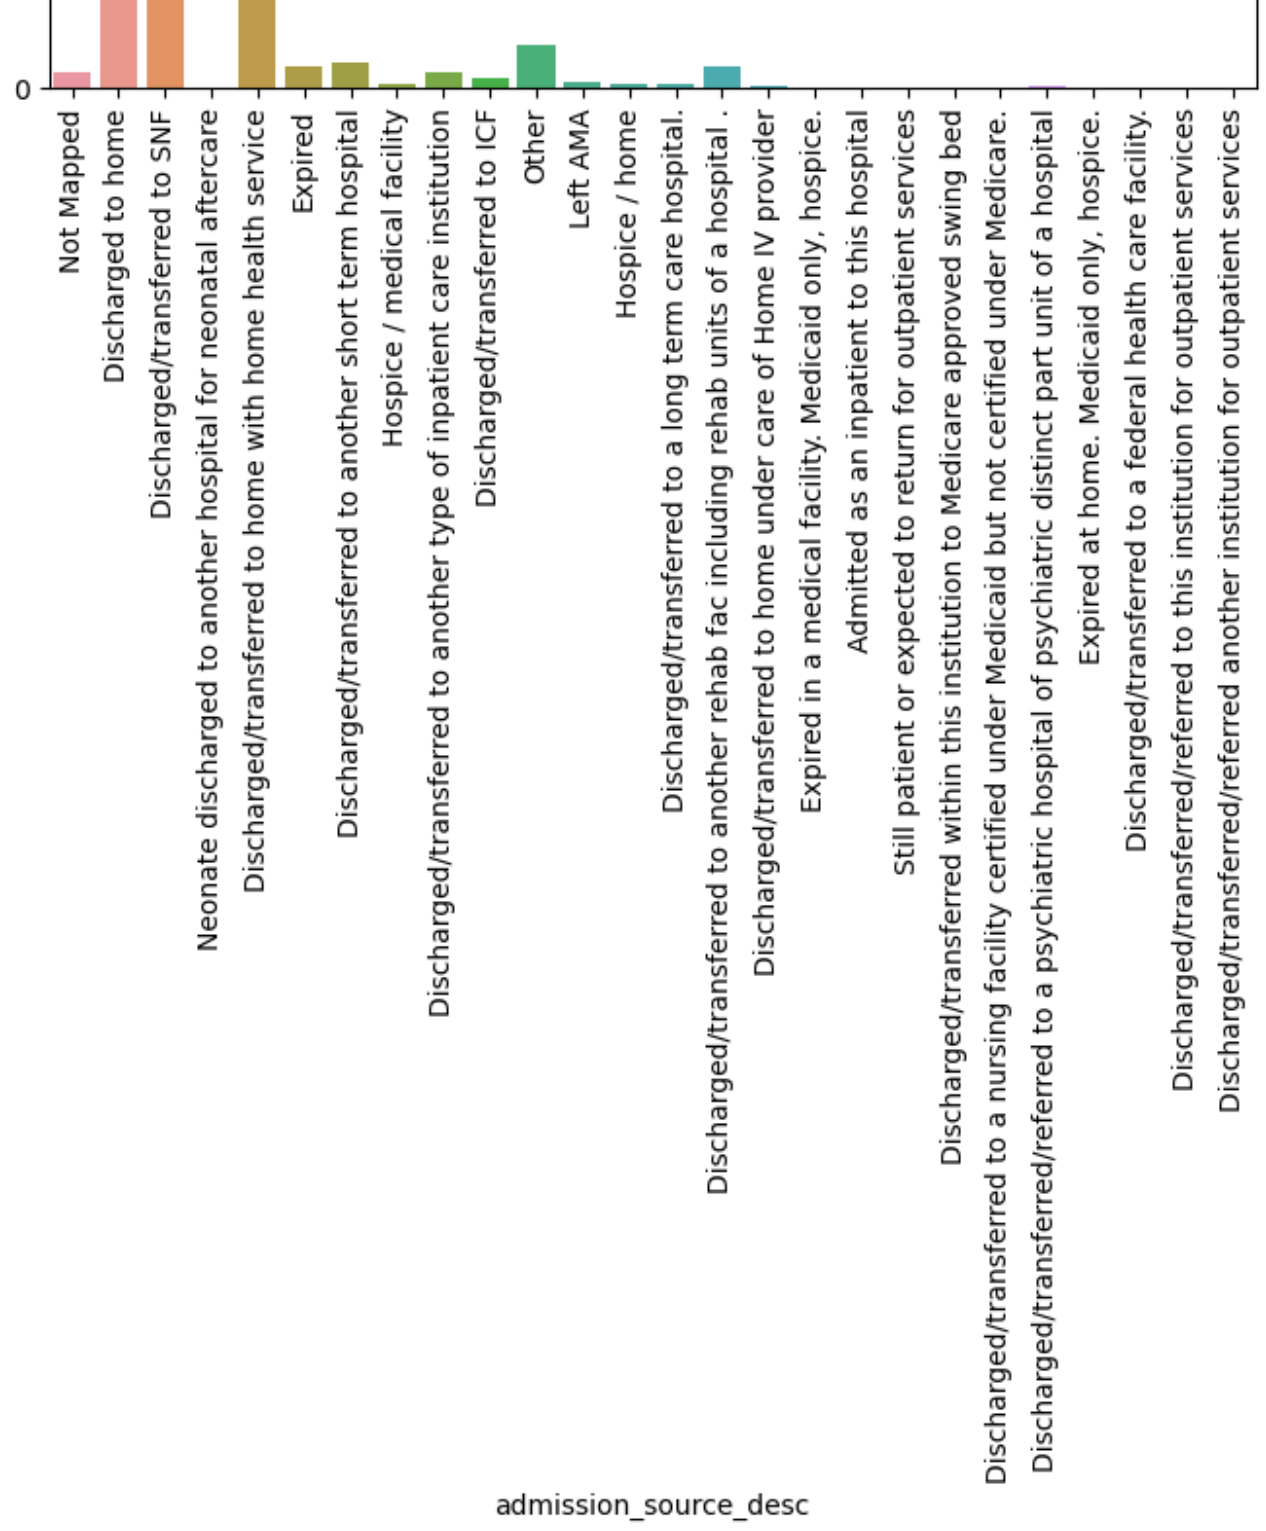 0
Not Mapped
Discharged to home
Discharged/transferred to SNF
Neonate discharged to another hospital for neonatal aftercare
Discharged/transferred to home with home health service
Expired
Discharged/transferred to another short term hospital
Hospice / medical facility
Discharged/transferred to another type of inpatient care institution
Discharged/transferred to ICF
Other
Left AMA
Hospice / home
Discharged/transferred to a long term care hospital.
Discharged/transferred to another rehab fac including rehab units of a hospital .
Discharged/transferred to home under care of Home IV provider
Expired in a medical facility. Medicaid only, hospice.
Admitted as an inpatient to this hospital
Still patient or expected to return for outpatient services
Discharged/transferred within this institution to Medicare approved swing bed
Discharged/transferred to a nursing facility certified under Medicaid but not certified under Medicare.
Discharged/transferred/referred to a psychiatric hospital of psychiatric distinct part unit of a hospital
Expired at home. Medicaid only, hospice.
Discharged/transferred to a federal health care facility.
Discharged/transferred/referred to this institution for outpatient services
Discharged/transferred/referred another institution for outpatient services
admission_source_desc